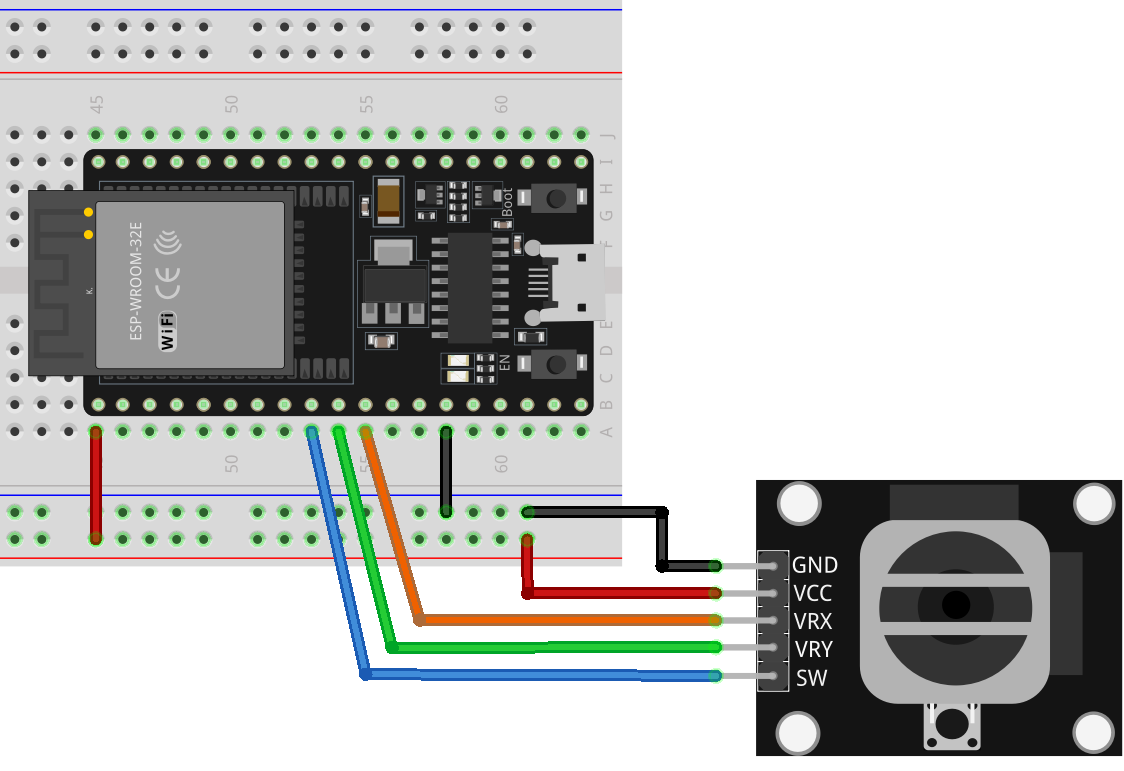 45 50 55 60
J
I
H
G
F
E
D
C
B
A
Boot
ESP-WROOM-32E
CE
WiFi
K.
EN
50 55 60
GND
VCC
VRX
VRY
SW